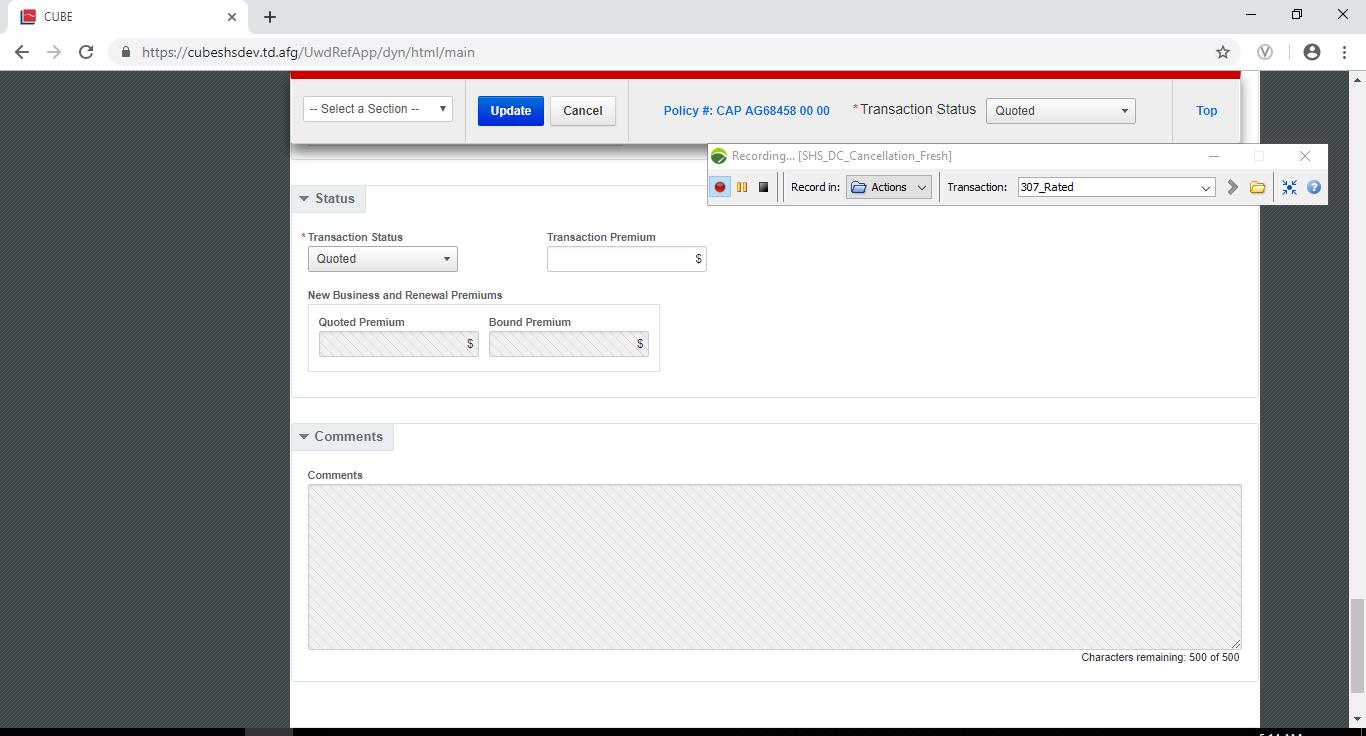 CUBE
https://cubeshsdev.td.afg/UwdRefApp/dyn/html/main
-- Select a Section --
Update
Cancel
Policy #: CAP AG68458 00 00
*Transaction Status
Quoted
Top
Recording... [SHS_DC_Cancellation_Fresh]
Record in:
Actions
Transaction:
307_Rated
Status
* Transaction Status
Transaction Premium
Quoted
$
New Business and Renewal Premiums
Quoted Premium
Bound Premium
$
$
Comments
Comments
Characters remaining: 500 of 500